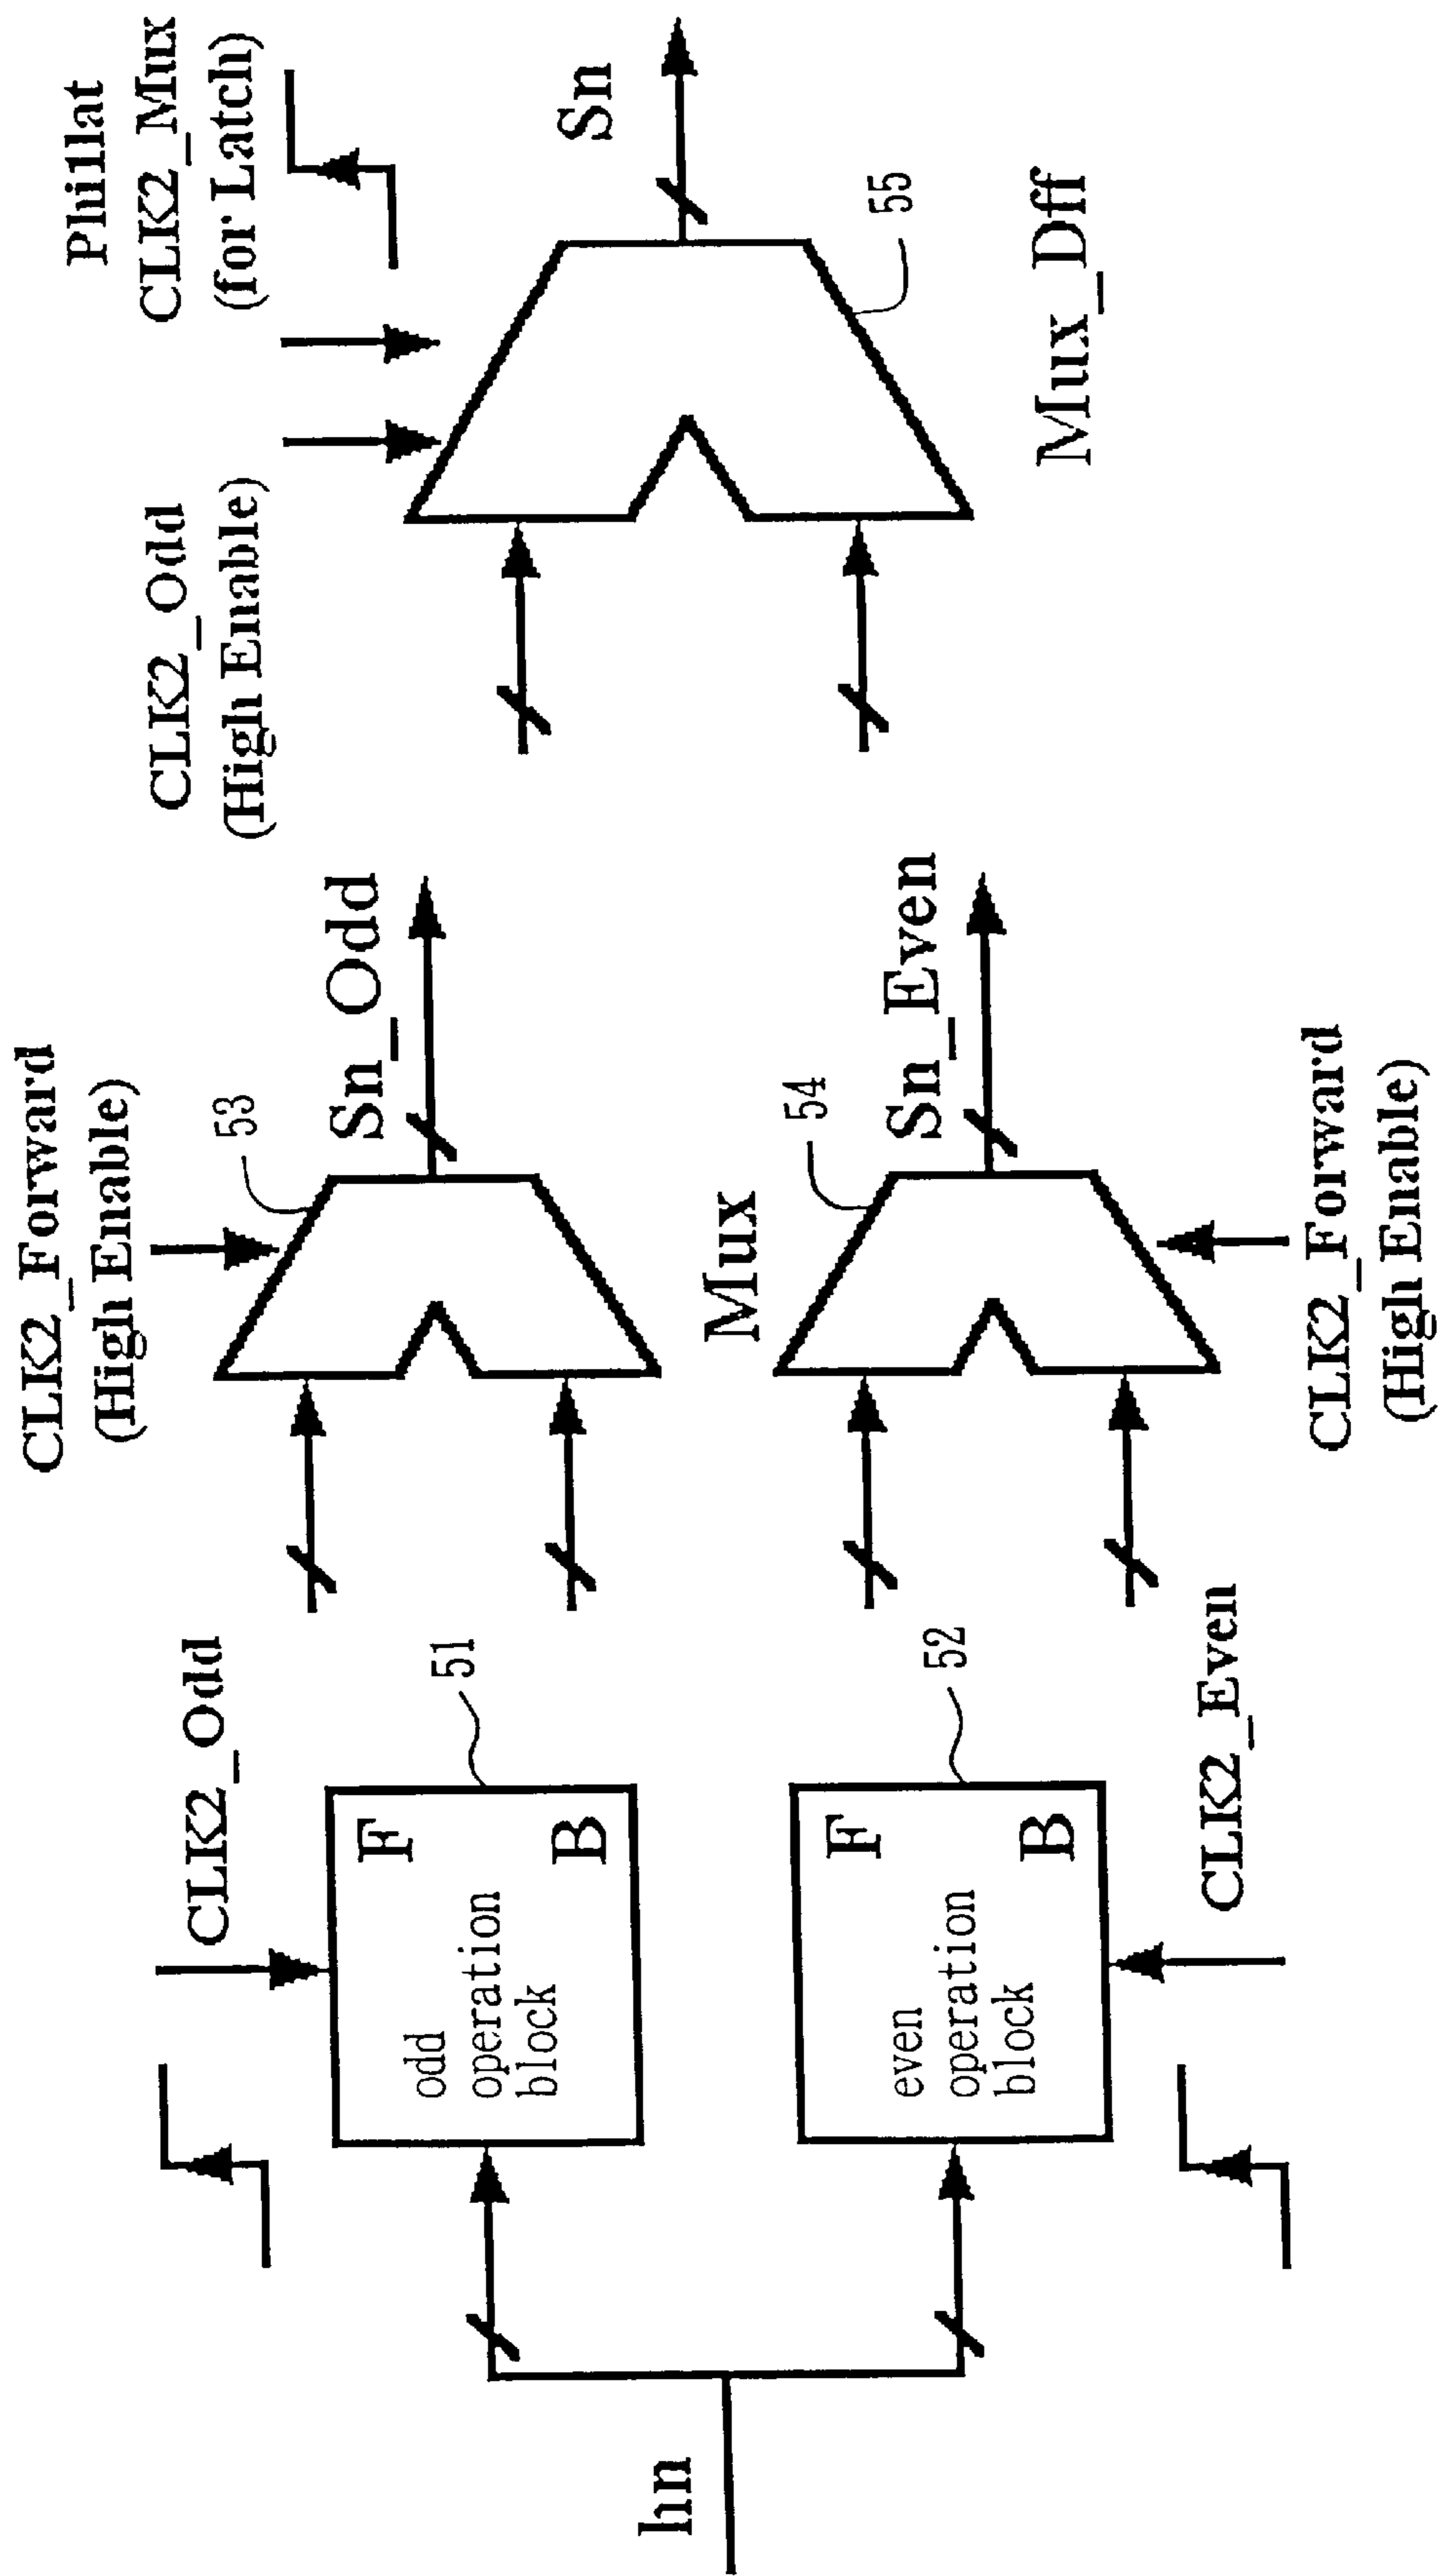 hn
CLK2_Odd
odd
operation
block
F
B
51
even
operation
block
F
B
52
CLK2_Even
CLK2_Forward
(High Enable)
53
Sn_Odd
Mux
54
Sn_Even
CLK2_Forward
(High Enable)
CLK2_Odd
(High Enable)
Phi1lat
CLK2_Mux
(for Latch)
Sn
55
Mux_Dff